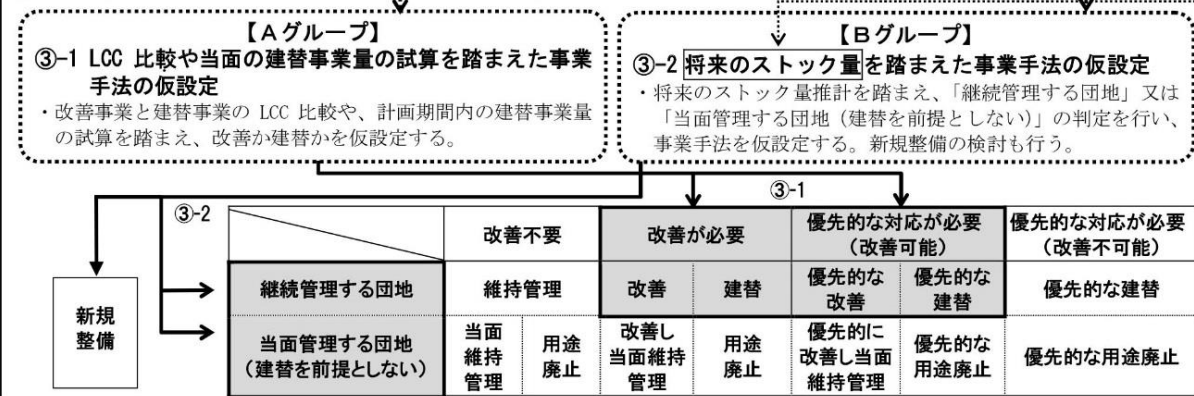 【Aグループ】
③-1 LCC 比較や当面の建替事業量の試算を踏まえた事業
手法の仮設定
・改善事業と建替事業の LCC 比較や、計画期間内の建替事業量
の試算を踏まえ、改善か建替かを仮設定する。
【Bグループ】
③-2 将来のストック量を踏まえた事業手法の仮設定
・将来のストック量推計を踏まえ、「継続管理する団地」又は
「当面管理する団地（建替を前提としない）」の判定を行い、
事業手法を仮設定する。新規整備の検討も行う。
③-1
③-2
新規
整備
改善不要
改善が必要
優先的な対応が必要
（改善可能）
優先的な対応が必要
（改善不可能）
継続管理する団地
維持管理
改善
建替
優先的な
改善
優先的な
建替
優先的な建替
当面管理する団地
（建替を前提としない）
当面
維持
管理
用途
廃止
改善し
当面維持
管理
用途
廃止
優先的に
改善し当面
維持管理
優先的な
用途廃止
優先的な用途廃止